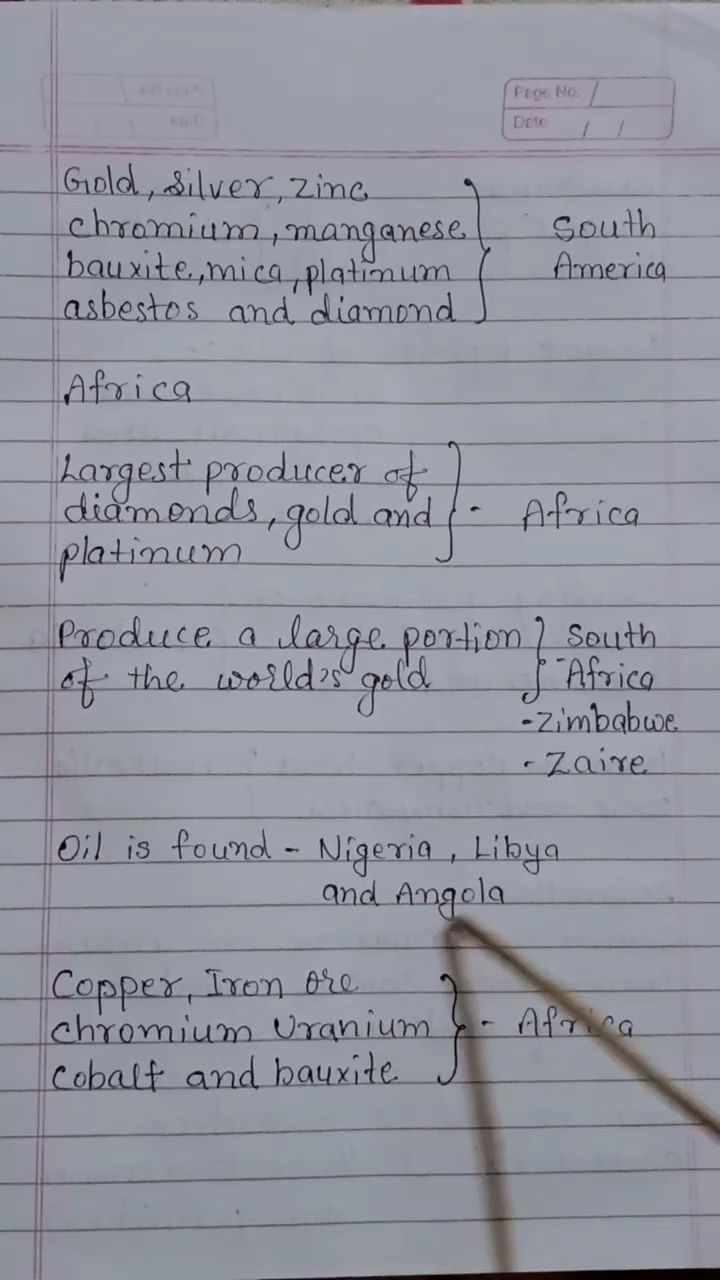 Page No. /
Date / /
Gold, silver, zinc
chromium, manganese
bauxite, mica, platinum
asbestos and diamond } South America
Africa
Largest producer of
diamonds, gold and } - Africa
platinum
Produce a large portion } South
of the world's gold - Africa
- Zimbabwe
- Zaire
Oil is found - Nigeria, Libya
and Angola
Copper, Iron ore
chromium Uranium } - Africa
cobalt and bauxite